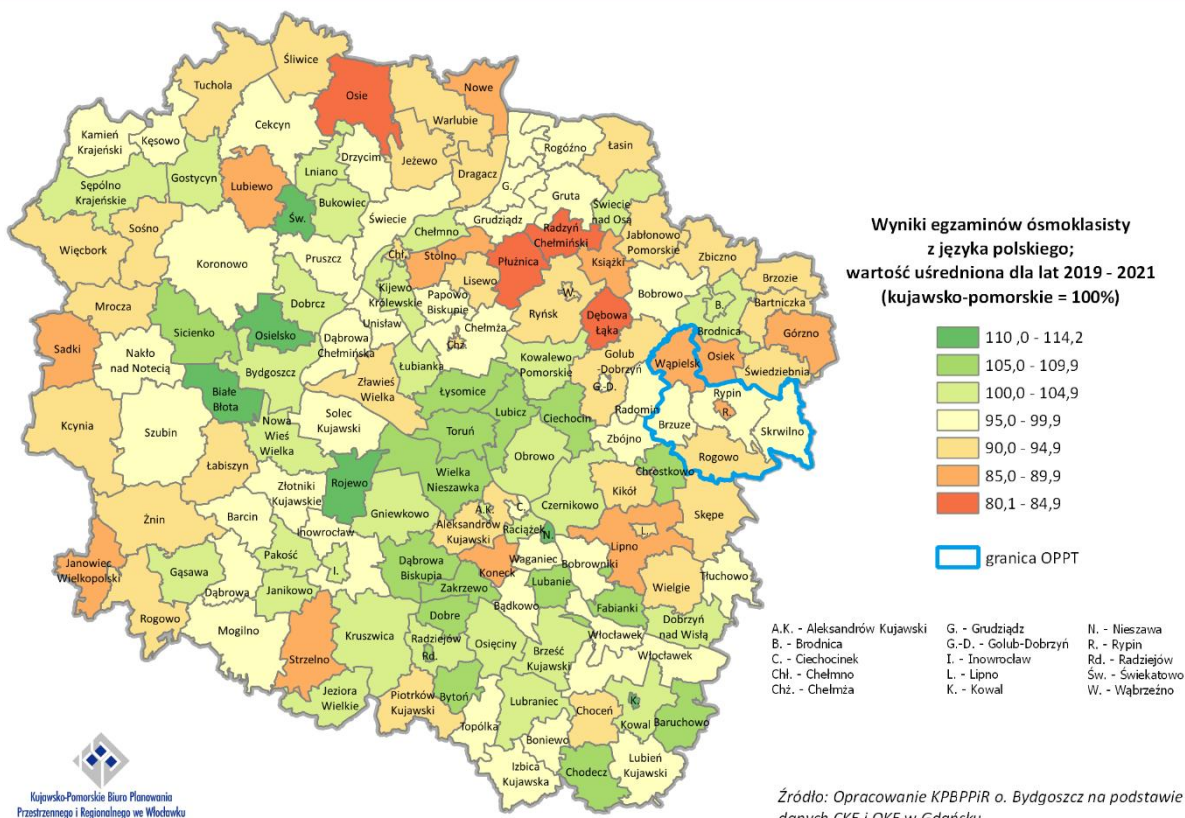 Śliwice
Tuchola
Osie
Nowe
Warlubie
Cekcyn
Kamień
Krajeński
Kęsowo
Rogóźno
Łasin
Drzycim
Jeżewo
Dragacz
G.
Gruta
Sępólno
Krajeńskie
Gostycyn
Lubiewo
Lniano
Bukowiec
Św.
Świecie
Grudziądz
Świecie
nad Osą
Chełmno
Radzyń
Chełmiński
Jabłonowo
Pomorskie
Zbiczno
Sośno
Więcbork
Koronowo
Pruszcz
Chł.
Stolno
Płużnica
Książki
Brzozie
Bartniczka
Lisewo
W.
Bobrowo
B.
Mrocza
Dobrcz
Kijewo
Królewskie
Papowo
Biskupie
Ryńsk
Dębowa
Łąka
Brodnica
Górzno
Sicienko
Osielsko
Unisław
Dąbrowa
Chełmińska
Chełmża
Chż.
Sadki
Nakło
nad Notecią
Bydgoszcz
Łubianka
Kowalewo
Pomorskie
Golub
-Dobrzyń
G.-D.
Wąpielsk
Osiek
Świedziebnia
Białe
Błota
Zławieś
Wielka
Łysomice
Lubicz
Ciechocin
Radomin
Rypin
R.
Kcynia
Szubin
Nowa
Wieś
Wielka
Solec
Kujawski
Toruń
Zbójno
Brzuze
Skrwilno
Rogowo
Łabiszyn
Obrowo
Chrostkowo
Złotniki
Kujawskie
Rojewo
Wielka
Nieszawka
Czernikowo
Kikół
Skępe
Żnin
Barcin
Gniewkowo
A.K.
C.
Aleksandrów
Kujawski
Raciążek
N.
Inowrocław
L.
Lipno
Janowiec
Wielkopolski
Gąsawa
Pakość
I.
Dąbrowa
Biskupia
Koneck
Waganiec
Bobrowniki
Tłuchowo
Dąbrowa
Janikowo
Zakrzewo
Lubanie
Wielgie
Bądkowo
Fabianki
Rogowo
Mogilno
Strzelno
Kruszwica
Dobre
Radziejów
Rd.
Osięciny
Brześć
Kujawski
Włocławek
Dobrzyń
nad Wisłą
Włocławek
Jeziora
Wielkie
Bytoń
Piotrków
Kujawski
Lubraniec
Choceń
K.
Kowal
Baruchowo
Topólka
Boniewo
Izbica
Kujawska
Chodecz
Lubień
Kujawski
Wyniki egzaminów ósmoklasisty
z języka polskiego;
wartość uśredniona dla lat 2019 - 2021
(kujawsko-pomorskie = 100%)
110 ,0 - 114,2
105,0 - 109,9
100,0 - 104,9
95,0 - 99,9
90,0 - 94,9
85,0 - 89,9
80,1 - 84,9
granica OPPT
A.K. - Aleksandrów Kujawski
B. - Brodnica
C. - Ciechocinek
Chł. - Chełmno
Chż. - Chełmża
G. - Grudziądz
G.-D. - Golub-Dobrzyń
I. - Inowrocław
L. - Lipno
K. - Kowal
N. - Nieszawa
R. - Rypin
Rd. - Radziejów
Św. - Świekatowo
W. - Wąbrzeźno
Kujawsko-Pomorskie Biuro Planowania
Przestrzennego i Regionalnego we Włocławku
Źródło: Opracowanie KPBPPiR o. Bydgoszcz na podstawie
danych CKE i OKE w Gdańsku